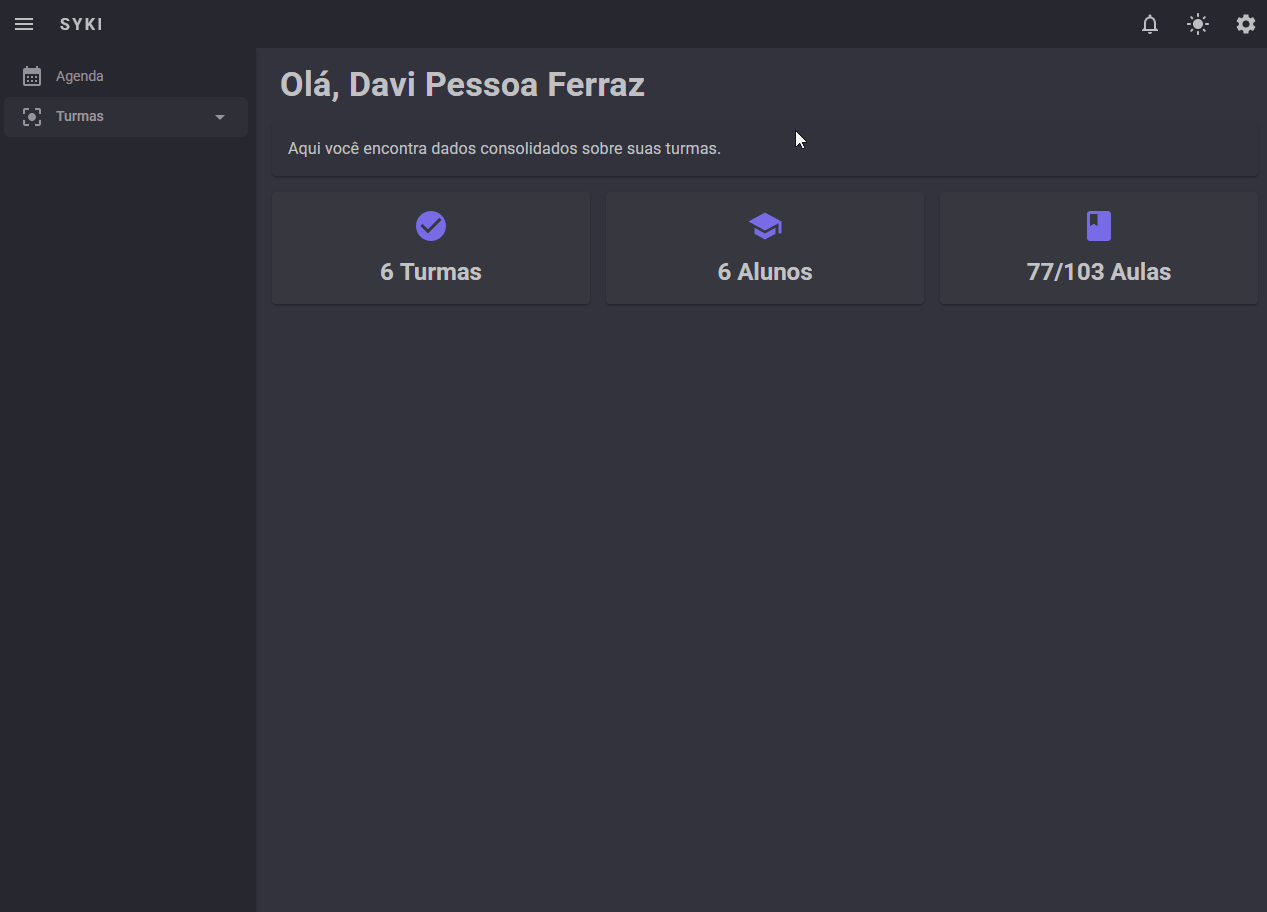 SYKI
Agenda
Turmas
Olá, Davi Pessoa Ferraz
Aqui você encontra dados consolidados sobre suas turmas.
6 Turmas
6 Alunos
77/103 Aulas